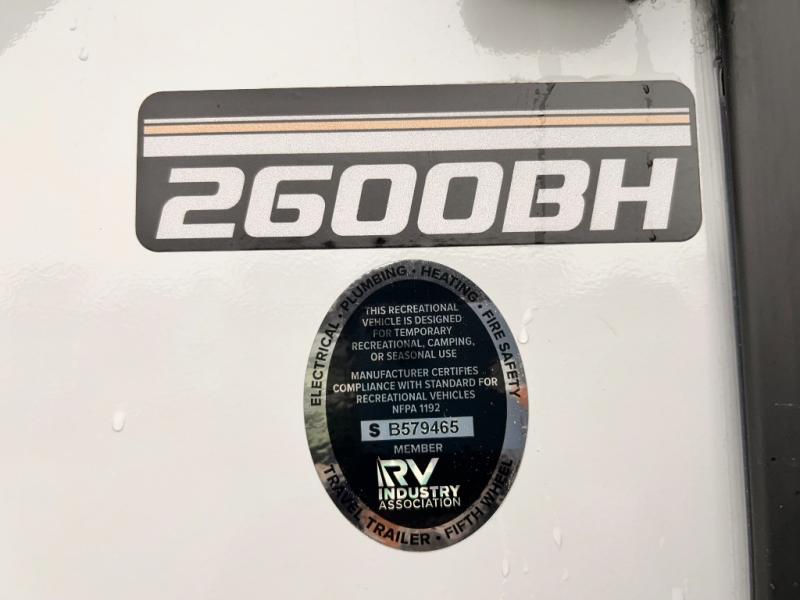 2600BH
ELECTRICAL · PLUMBING · HEATING · FIRE SAFETY
THIS RECREATIONAL
VEHICLE IS DESIGNED
FOR TEMPORARY
RECREATIONAL, CAMPING,
OR SEASONAL USE
MANUFACTURER CERTIFIES
COMPLIANCE WITH STANDARD FOR
RECREATIONAL VEHICLES
NFPA 1192
S B579465
MEMBER
RV
INDUSTRY
ASSOCIATION
TRAVEL TRAILER · FIFTH WHEEL